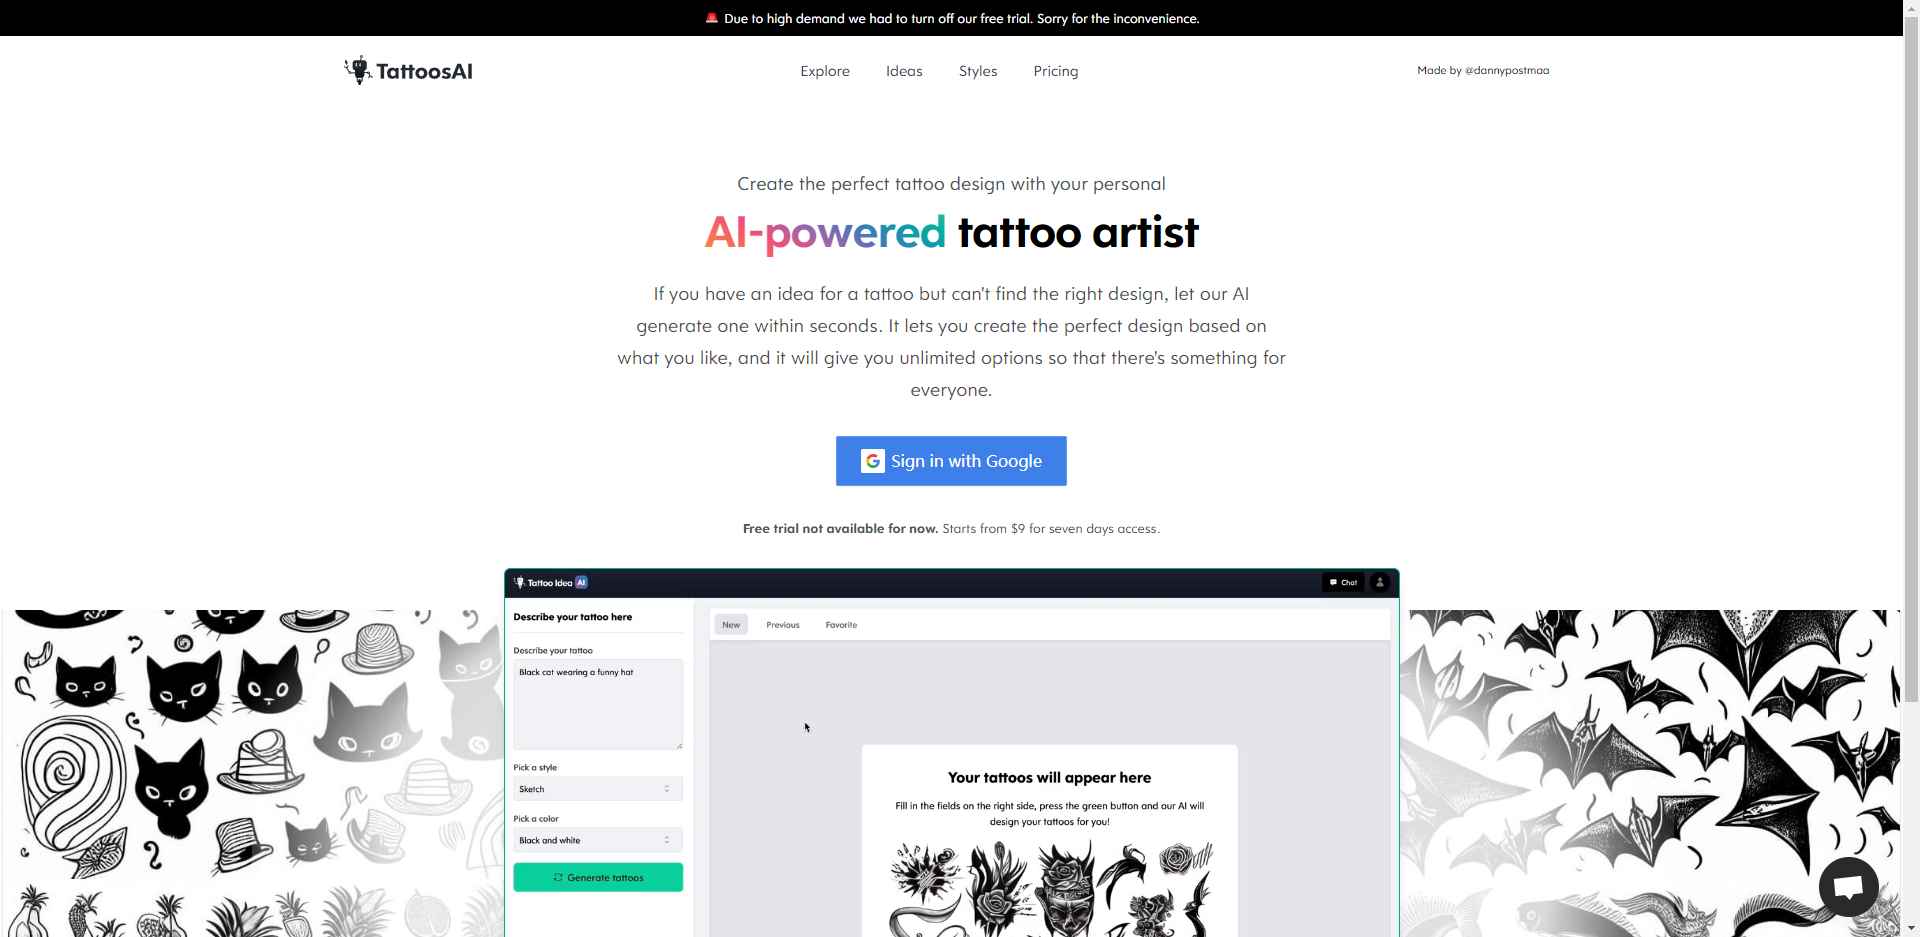 🚨 Due to high demand we had to turn off our free trial. Sorry for the inconvenience.
TattoosAI
Explore
Ideas
Styles
Pricing
Made by @dannypostmaa
Create the perfect tattoo design with your personal
AI-powered tattoo artist
If you have an idea for a tattoo but can't find the right design, let our AI
generate one within seconds. It lets you create the perfect design based on
what you like, and it will give you unlimited options so that there's something for
everyone.
Sign in with Google
Free trial not available for now. Starts from $9 for seven days access.
Tattoo Idea AI
Chat
Describe your tattoo here
New
Previous
Favorite
Describe your tattoo
Black cat wearing a funny hat
Pick a style
Sketch
Pick a color
Black and white
Generate tattoos
Your tattoos will appear here
Fill in the fields on the right side, press the green button and our AI will
design your tattoos for you!